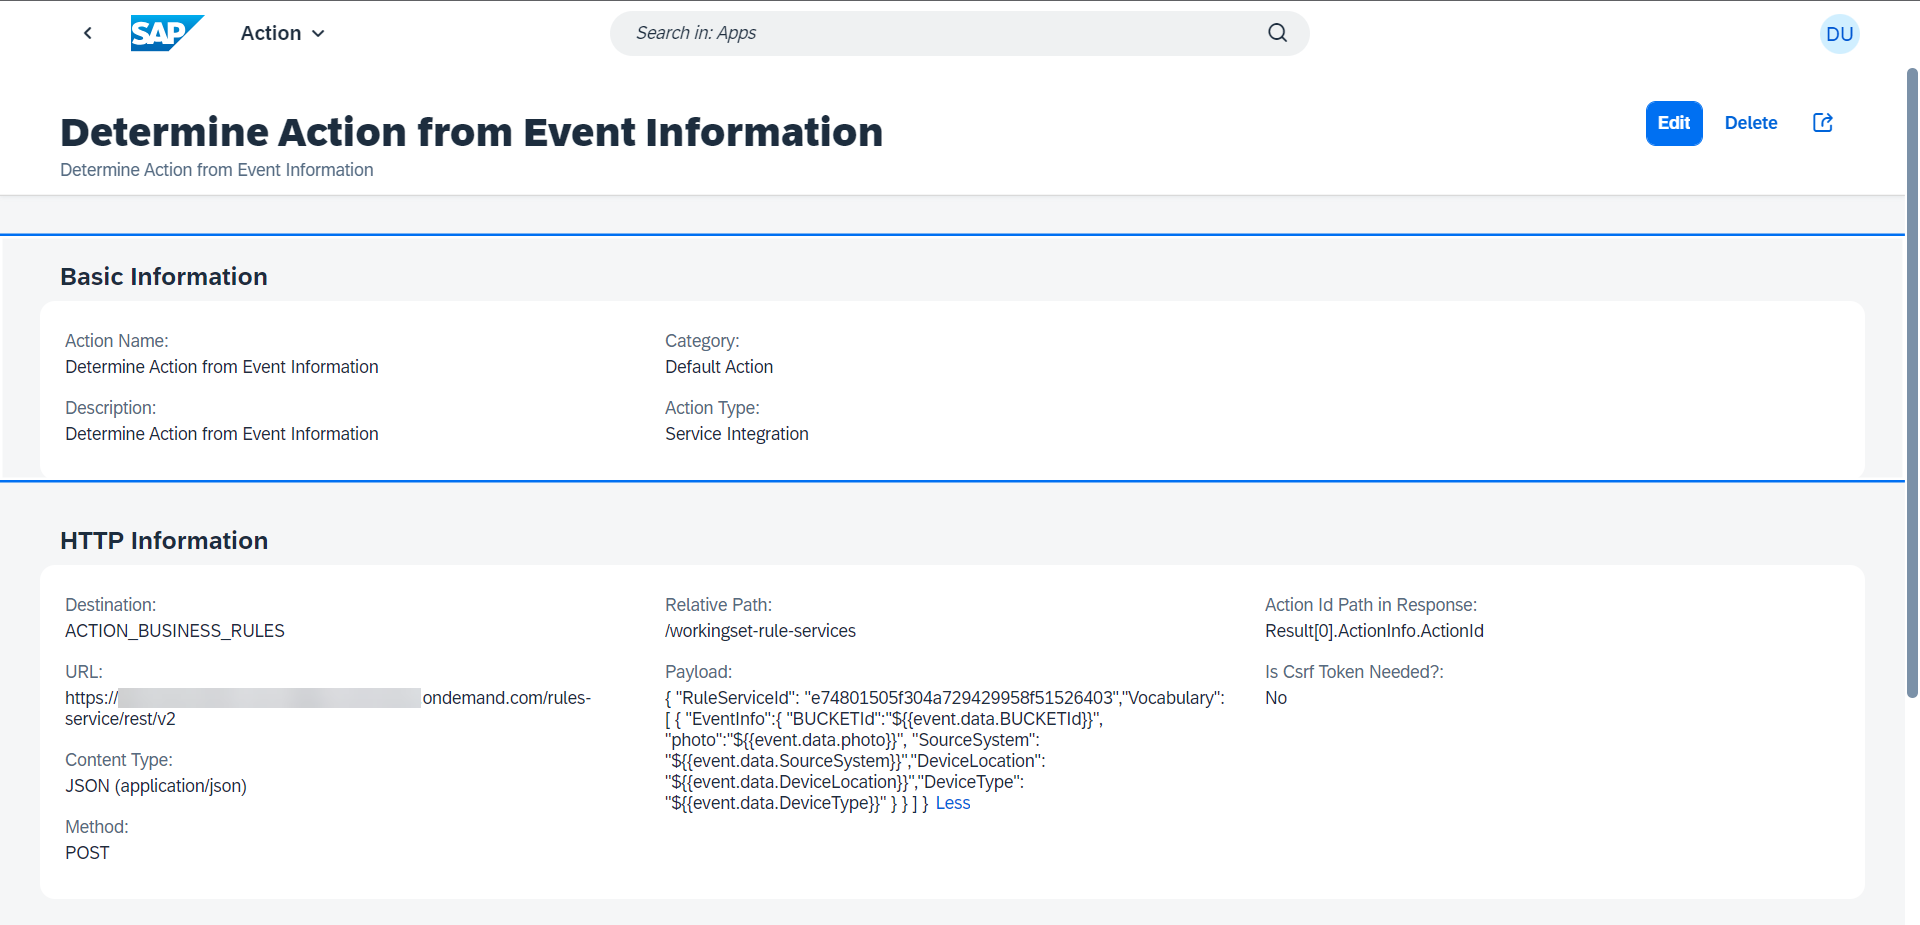 SAP
Action
Search in: Apps
DU
Determine Action from Event Information
Determine Action from Event Information
Edit
Delete
Basic Information
Action Name:
Determine Action from Event Information
Category:
Default Action
Description:
Determine Action from Event Information
Action Type:
Service Integration
HTTP Information
Destination:
ACTION_BUSINESS_RULES
URL:
https://
ondemand.com/rules-
service/rest/v2
Content Type:
JSON (application/json)
Method:
POST
Relative Path:
/workingset-rule-services
Payload:
{ "RuleServiceId": "e74801505f304a729429958f51526403","Vocabulary":
[ { "EventInfo":{ "BUCKETId":"${{event.data.BUCKETId}}",
"photo":"${{event.data.photo}}", "SourceSystem":
"${{event.data.SourceSystem}}","DeviceLocation":
"${{event.data.DeviceLocation}}","DeviceType":
"${{event.data.DeviceType}}" } } ] } Less
Action Id Path in Response:
Result[0].ActionInfo.ActionId
Is Csrf Token Needed?:
No